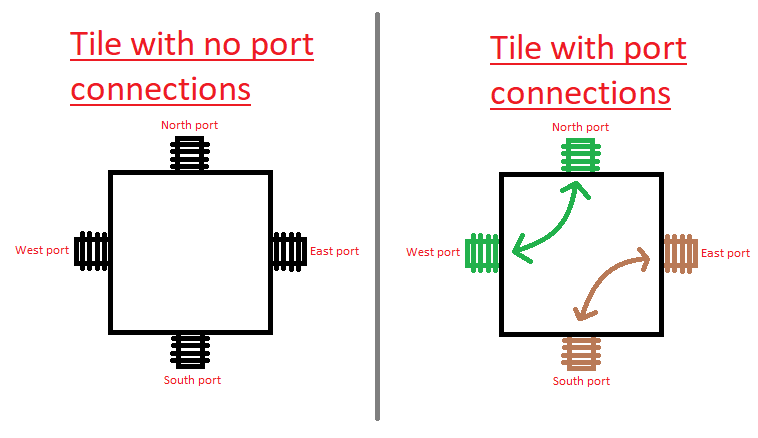 Tile with no port
connections
North port
West port
East port
South port
Tile with port
connections
North port
West port
East port
South port